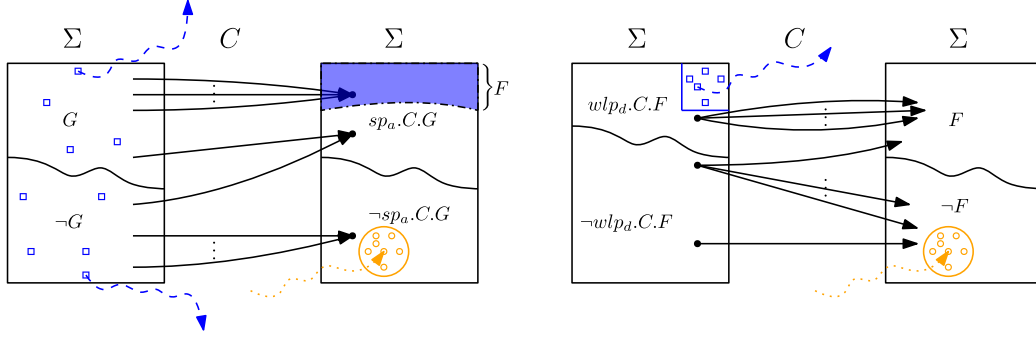 Σ C Σ Σ C Σ
F
wlp_d.C.F
G sp_a.C.G F
¬sp_a.C.G ¬F
¬G ¬wlp_d.C.F